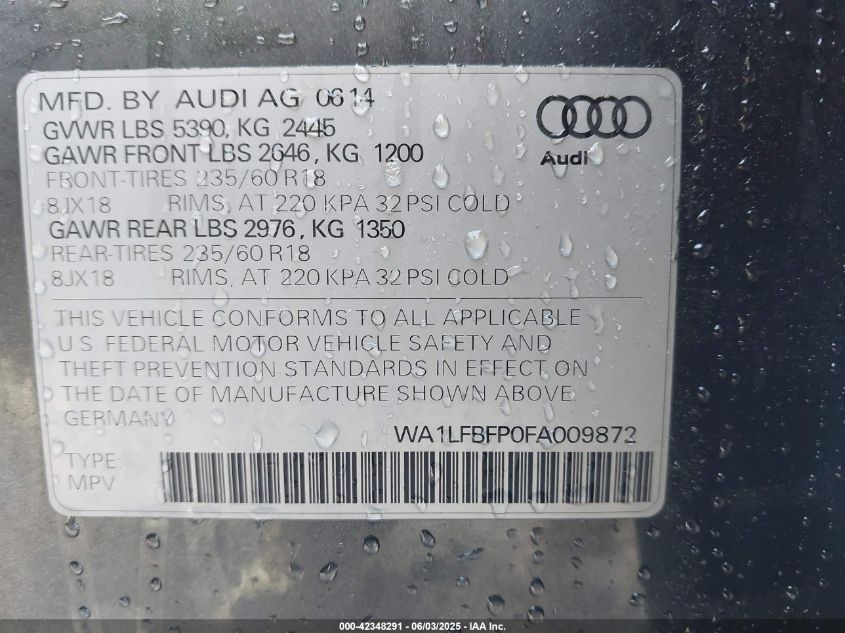 MFD. BY AUDI AG 06 14
GVWR LBS 5390, KG 2445
GAWR FRONT LBS 2646, KG 1200
FRONT-TIRES 235/60 R18
8JX18 RIMS, AT 220 KPA 32 PSI COLD
GAWR REAR LBS 2976, KG 1350
REAR-TIRES 235/60 R18
8JX18 RIMS, AT 220 KPA 32 PSI COLD
Audi
THIS VEHICLE CONFORMS TO ALL APPLICABLE
U.S. FEDERAL MOTOR VEHICLE SAFETY AND
THEFT PREVENTION STANDARDS IN EFFECT ON
THE DATE OF MANUFACTURE SHOWN ABOVE.
GERMANY
WA1LFBFP0FA009872
TYPE:
MPV
000-42348291 - 06/03/2025 - IAA Inc.